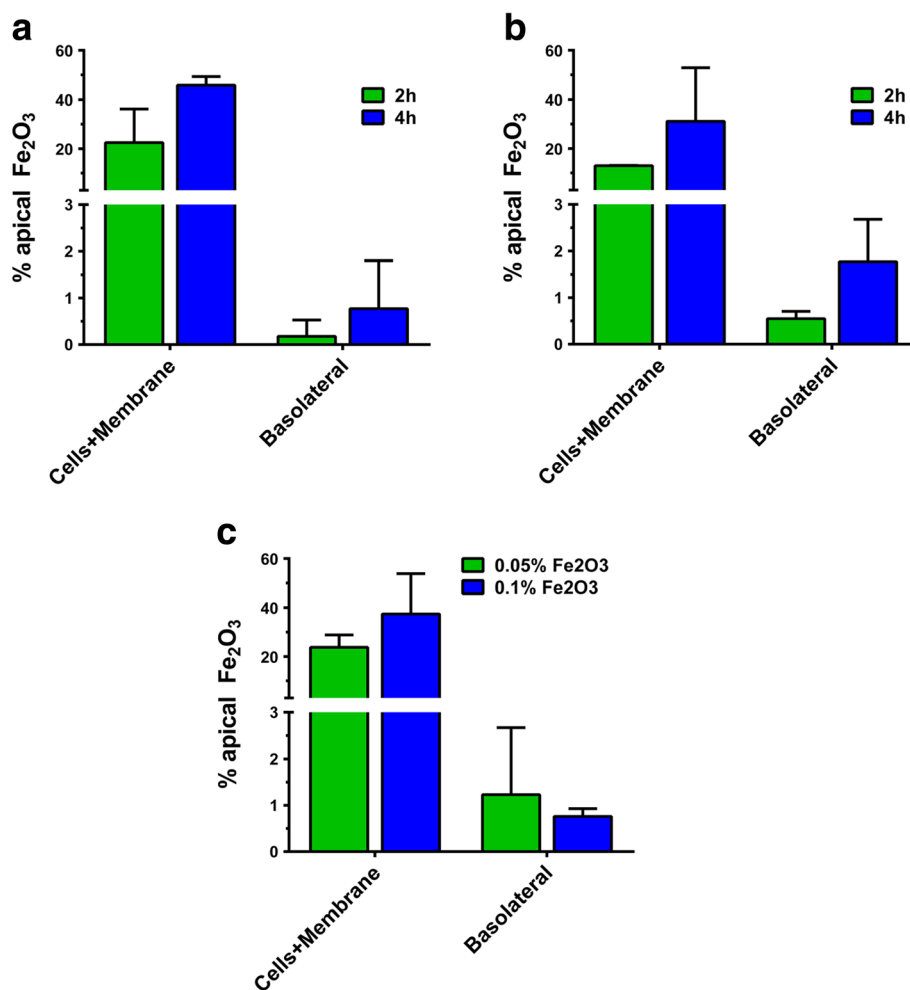 a
60
40
20
3
2
1
0
% apical Fe₂O₃
2h
4h
Cells+Membrane
Basolateral
b
60
40
20
3
2
1
0
% apical Fe₂O₃
2h
4h
Cells+Membrane
Basolateral
c
60
40
20
3
2
1
0
% apical Fe₂O₃
0.05% Fe2O3
0.1% Fe2O3
Cells+Membrane
Basolateral